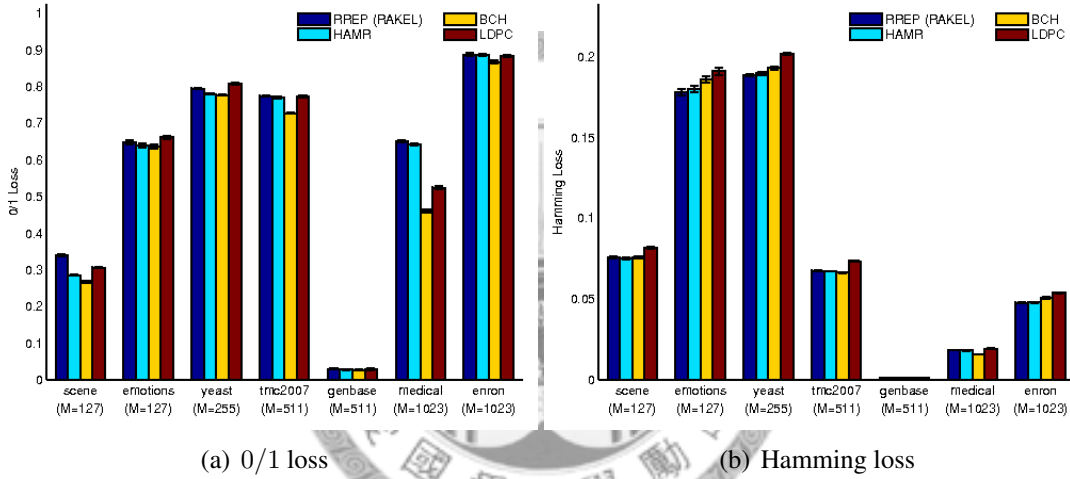 1
0.9
0.8
0.7
0.6
0.5
0.4
0.3
0.2
0.1
0
0/1 Loss
RREP (RAKEL)
HAMR
BCH
LDPC
scene
(M=127)
emotions
(M=127)
yeast
(M=255)
tmc2007
(M=511)
genbase
(M=511)
medical
(M=1023)
enron
(M=1023)
(a) 0/1 loss
0.2
0.15
0.1
0.05
0
Hamming Loss
RREP (RAKEL)
HAMR
BCH
LDPC
scene
(M=127)
emotions
(M=127)
yeast
(M=255)
tmc2007
(M=511)
genbase
(M=511)
medical
(M=1023)
enron
(M=1023)
(b) Hamming loss
國